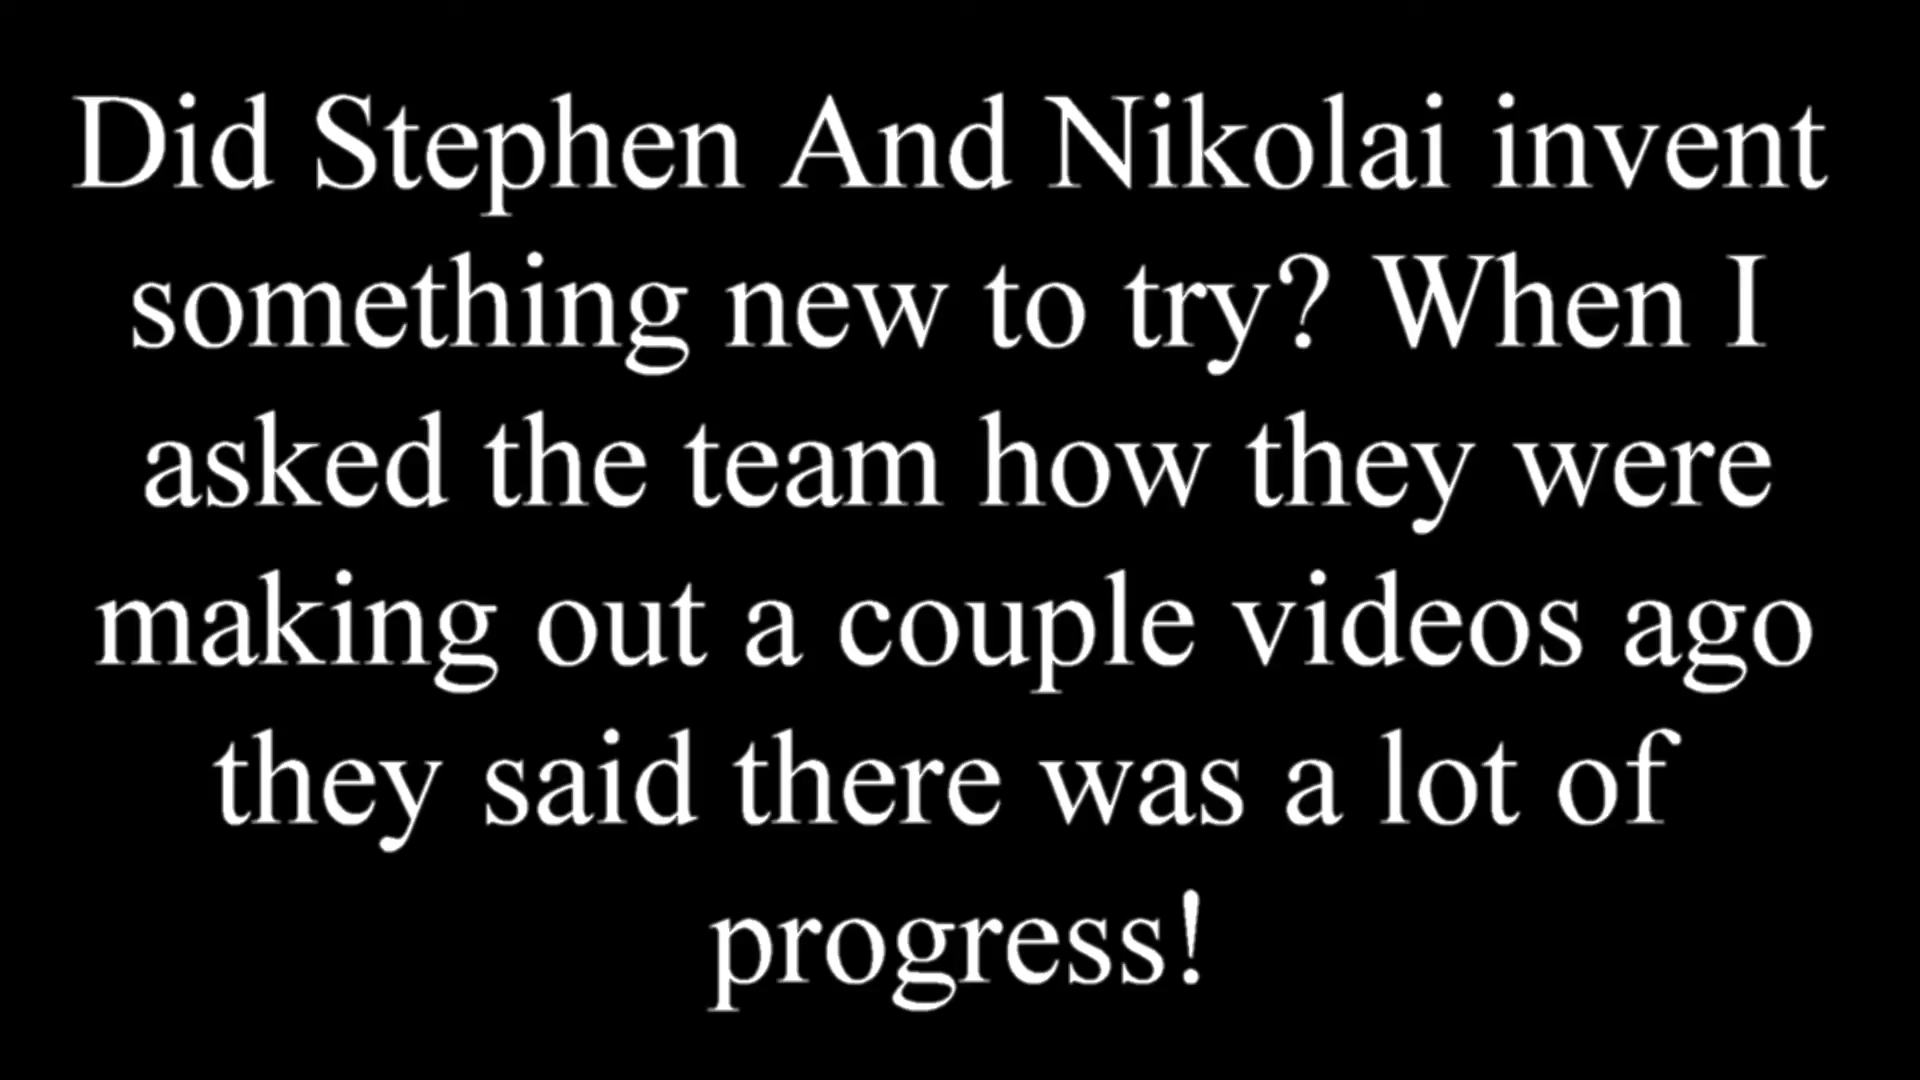 Did Stephen And Nikolai invent
something new to try? When I
asked the team how they were
making out a couple videos ago
they said there was a lot of
progress!